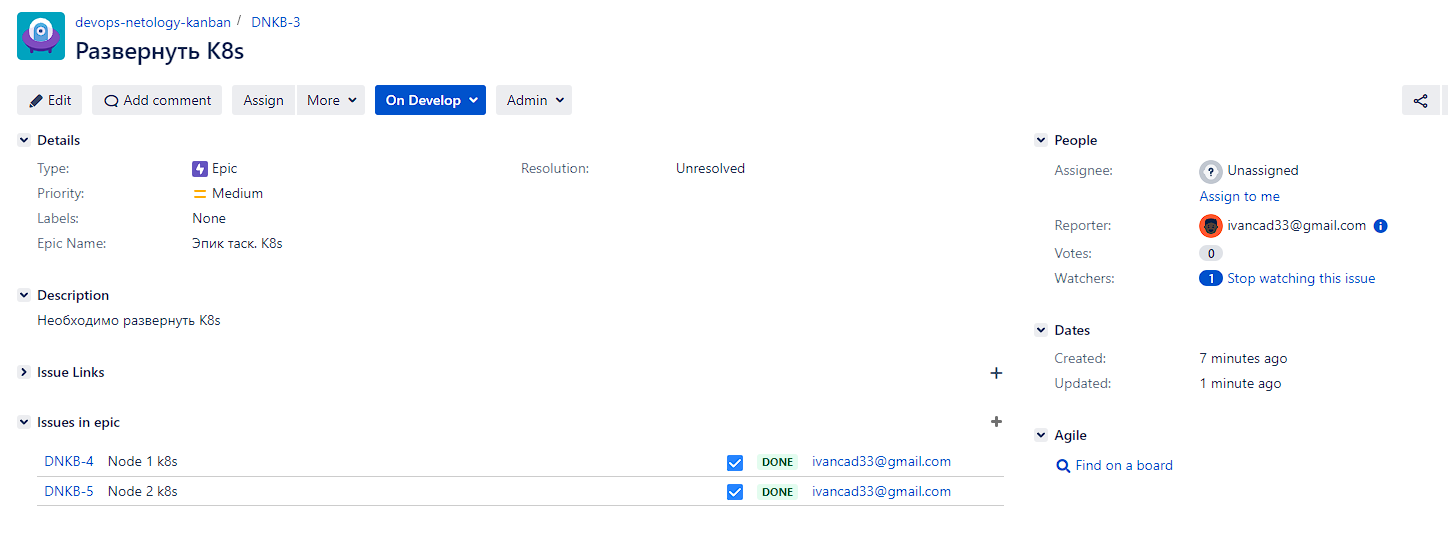 devops-netology-kanban / DNKB-3
Развернуть K8s
Edit Add comment Assign More On Develop Admin
Details
Type: Epic Resolution: Unresolved
Priority: Medium
Labels: None
Epic Name: Эпик таск. K8s
Description
Необходимо развернуть K8s
Issue Links
Issues in epic
DNKB-4 Node 1 k8s DONE ivancad33@gmail.com
DNKB-5 Node 2 k8s DONE ivancad33@gmail.com
People
Assignee: ? Unassigned
Assign to me
Reporter: ivancad33@gmail.com i
Votes: 0
Watchers: 1 Stop watching this issue
Dates
Created: 7 minutes ago
Updated: 1 minute ago
Agile
Find on a board